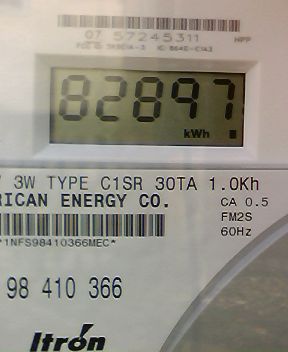 07 57245311
HPP
82897
kWh
3W TYPE C1SR 30TA 1.0Kh
RICAN ENERGY CO.
CA 0.5
FM2S
60Hz
*1NFS98410366MEC*
98 410 366
Itron